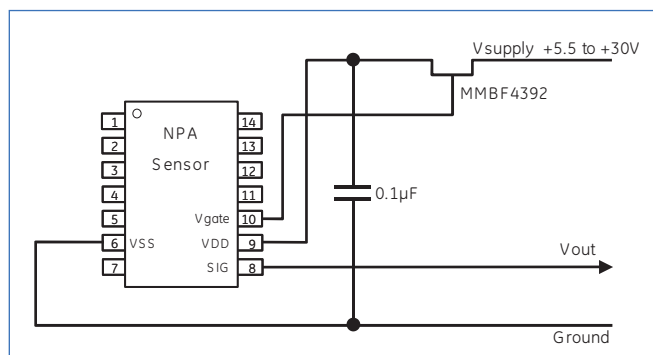 Vsupply +5.5 to +30V
MMBF4392
NPA
Sensor
1
2
3
4
5
6 VSS
7
14
13
12
11
Vgate 10
VDD 9
SIG 8
0.1µF
Vout
Ground